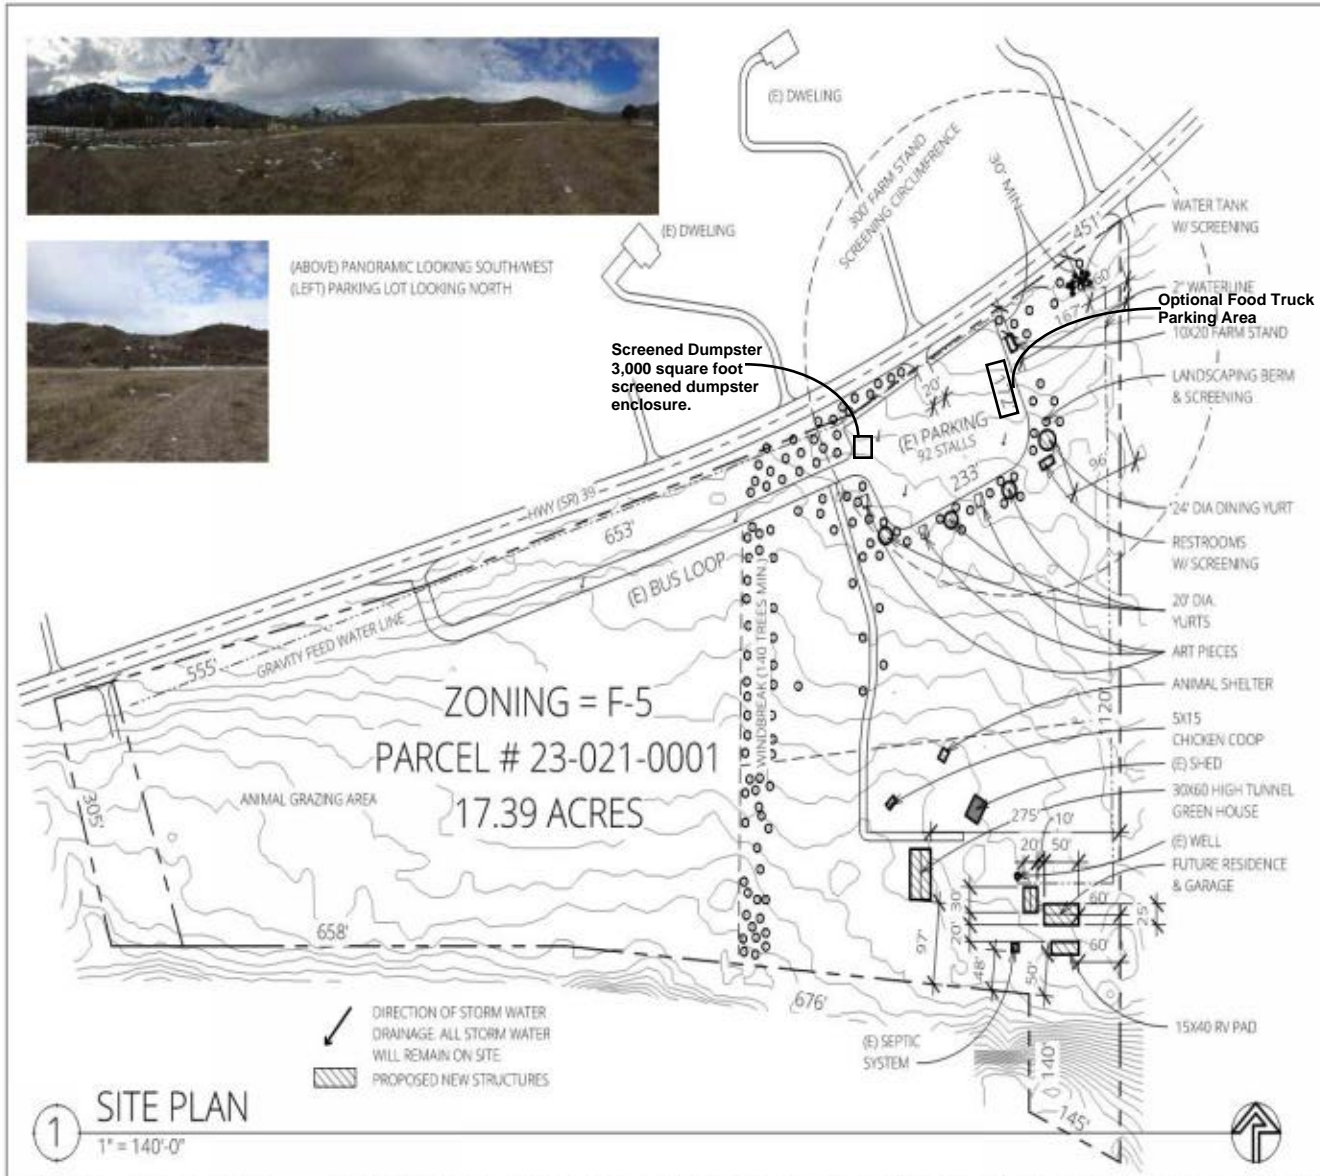 (E) DWELING
300' FARM STAND
SCREENING CIRCUMFRENCE
30' MIN.
451'
WATER TANK
W/ SCREENING
(E) DWELING
(ABOVE) PANORAMIC LOOKING SOUTH/WEST
(LEFT) PARKING LOT LOOKING NORTH
60'
167'
2" WATERLINE
Optional Food Truck
Parking Area
10X20 FARM STAND
Screened Dumpster
3,000 square foot
screened dumpster
enclosure.
20'
LANDSCAPING BERM
& SCREENING
(E) PARKING
92 STALLS
233'
96'
24' DIA DINING YURT
HWY (SR) 39
653'
RESTROOMS
W/ SCREENING
(E) BUS LOOP
20' DIA.
YURTS
GRAVITY FEED WATER LINE
555'
WINDBREAK (140 TREES MIN.)
ART PIECES
ANIMAL SHELTER
120'
ZONING = F-5
PARCEL # 23-021-0001
17.39 ACRES
5X15
CHICKEN COOP
(E) SHED
30X60 HIGH TUNNEL
GREEN HOUSE
ANIMAL GRAZING AREA
305'
275'
10'
20'
50'
(E) WELL
FUTURE RESIDENCE
& GARAGE
30'
60'
25'
20'
97'
60'
48'
50'
658'
676'
DIRECTION OF STORM WATER
DRAINAGE. ALL STORM WATER
WILL REMAIN ON SITE
PROPOSED NEW STRUCTURES
(E) SEPTIC
SYSTEM
15X40 RV PAD
140'
145'
1
SITE PLAN
1" = 140'-0"